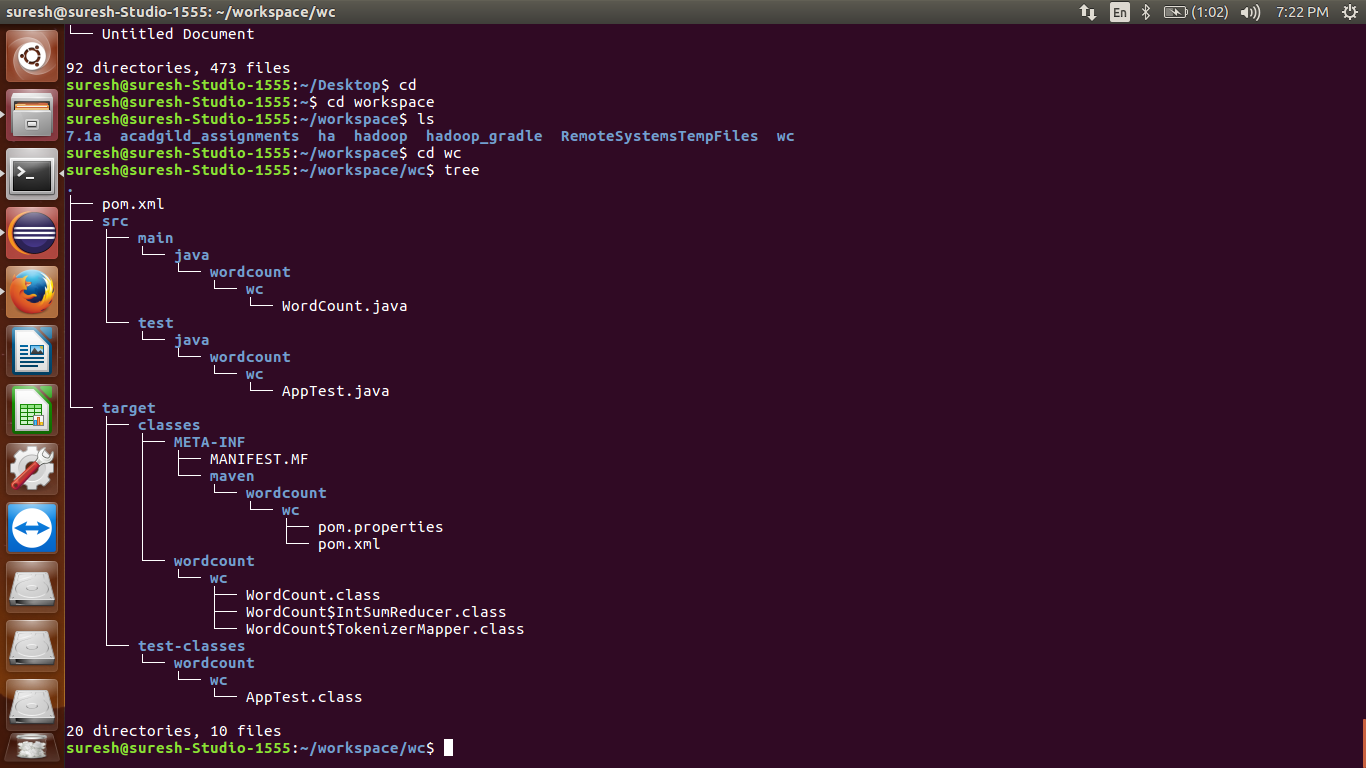 suresh@suresh-Studio-1555: ~/workspace/wc En (1:02) 7:22 PM
└── Untitled Document
92 directories, 473 files
suresh@suresh-Studio-1555:~/Desktop$ cd
suresh@suresh-Studio-1555:~$ cd workspace
suresh@suresh-Studio-1555:~/workspace$ ls
7.1a  acadgild_assignments  ha  hadoop  hadoop_gradle  RemoteSystemsTempFiles  wc
suresh@suresh-Studio-1555:~/workspace$ cd wc
suresh@suresh-Studio-1555:~/workspace/wc$ tree
.
├── pom.xml
├── src
│   ├── main
│   │   └── java
│   │       └── wordcount
│   │           └── wc
│   │               └── WordCount.java
│   └── test
│       └── java
│           └── wordcount
│               └── wc
│                   └── AppTest.java
└── target
    ├── classes
    │   ├── META-INF
    │   │   ├── MANIFEST.MF
    │   │   └── maven
    │   │       └── wordcount
    │   │           └── wc
    │   │               ├── pom.properties
    │   │               └── pom.xml
    │   └── wordcount
    │       └── wc
    │           ├── WordCount.class
    │           ├── WordCount$IntSumReducer.class
    │           └── WordCount$TokenizerMapper.class
    └── test-classes
        └── wordcount
            └── wc
                └── AppTest.class
20 directories, 10 files
suresh@suresh-Studio-1555:~/workspace/wc$